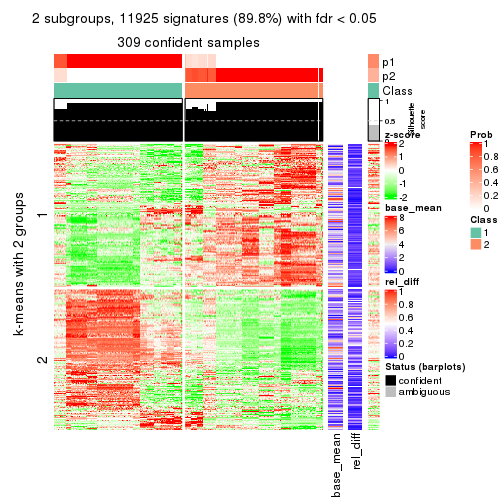 2 subgroups, 11925 signatures (89.8%) with fdr < 0.05
309 confident samples
p1
p2
Class
1
0.5
0
Silhouette
score
k-means with 2 groups
1
2
base_mean
rel_diff
z-score
2
1
0
-1
-2
base_mean
8
6
4
2
0
rel_diff
1
0.8
0.6
0.4
0.2
0
Status (barplots)
confident
ambiguous
Prob
1
0.8
0.6
0.4
0.2
0
Class
1
2